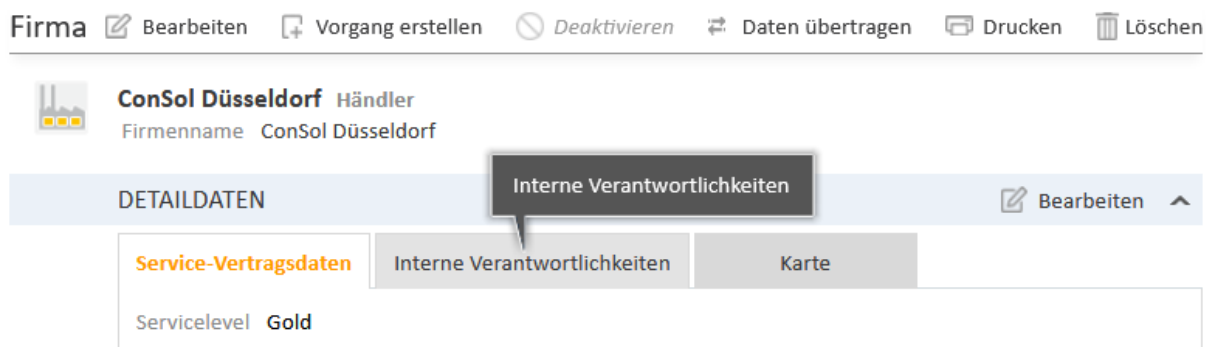 Firma Bearbeiten Vorgang erstellen Deaktivieren Daten übertragen Drucken Löschen
ConSol Düsseldorf Händler
Firmenname ConSol Düsseldorf
Interne Verantwortlichkeiten
DETAILDATEN Bearbeiten
Service-Vertragsdaten Interne Verantwortlichkeiten Karte
Servicelevel Gold